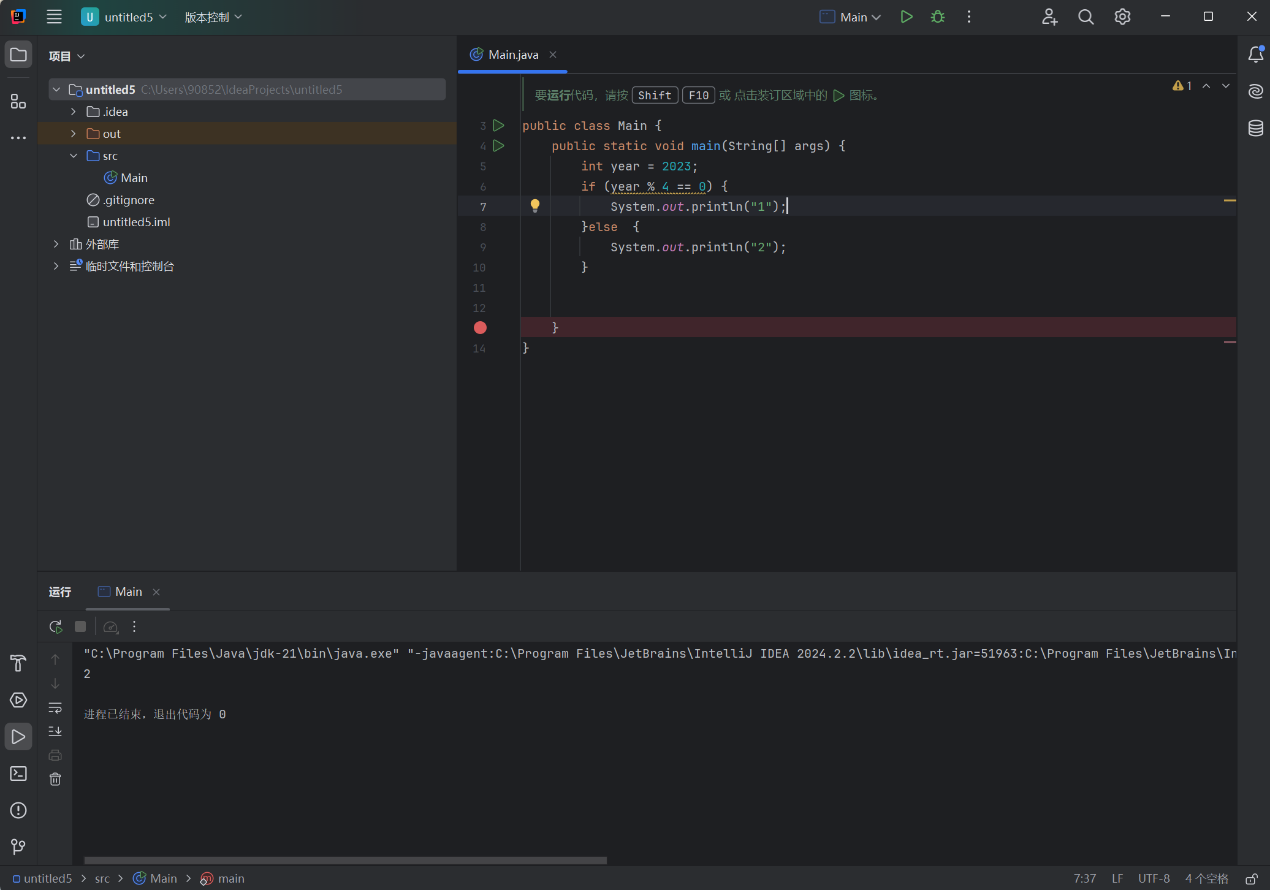 U untitled5 版本控制 Main
项目
Main.java
untitled5 C:\Users\90852\IdeaProjects\untitled5
.idea
out
src
Main
.gitignore
untitled5.iml
外部库
临时文件和控制台
要运行代码，请按 Shift F10 或 点击装订区域中的 图标。
1
3 public class Main {
4 public static void main(String[] args) {
5 int year = 2023;
6 if (year % 4 == 0) {
7 System.out.println("1");
8 }else {
9 System.out.println("2");
10 }
11
12
}
14 }
运行 Main
"C:\Program Files\Java\jdk-21\bin\java.exe" "-javaagent:C:\Program Files\JetBrains\IntelliJ IDEA 2024.2.2\lib\idea_rt.jar=51963:C:\Program Files\JetBrains\In
2
进程已结束，退出代码为 0
untitled5 src Main main 7:37 LF UTF-8 4 个空格